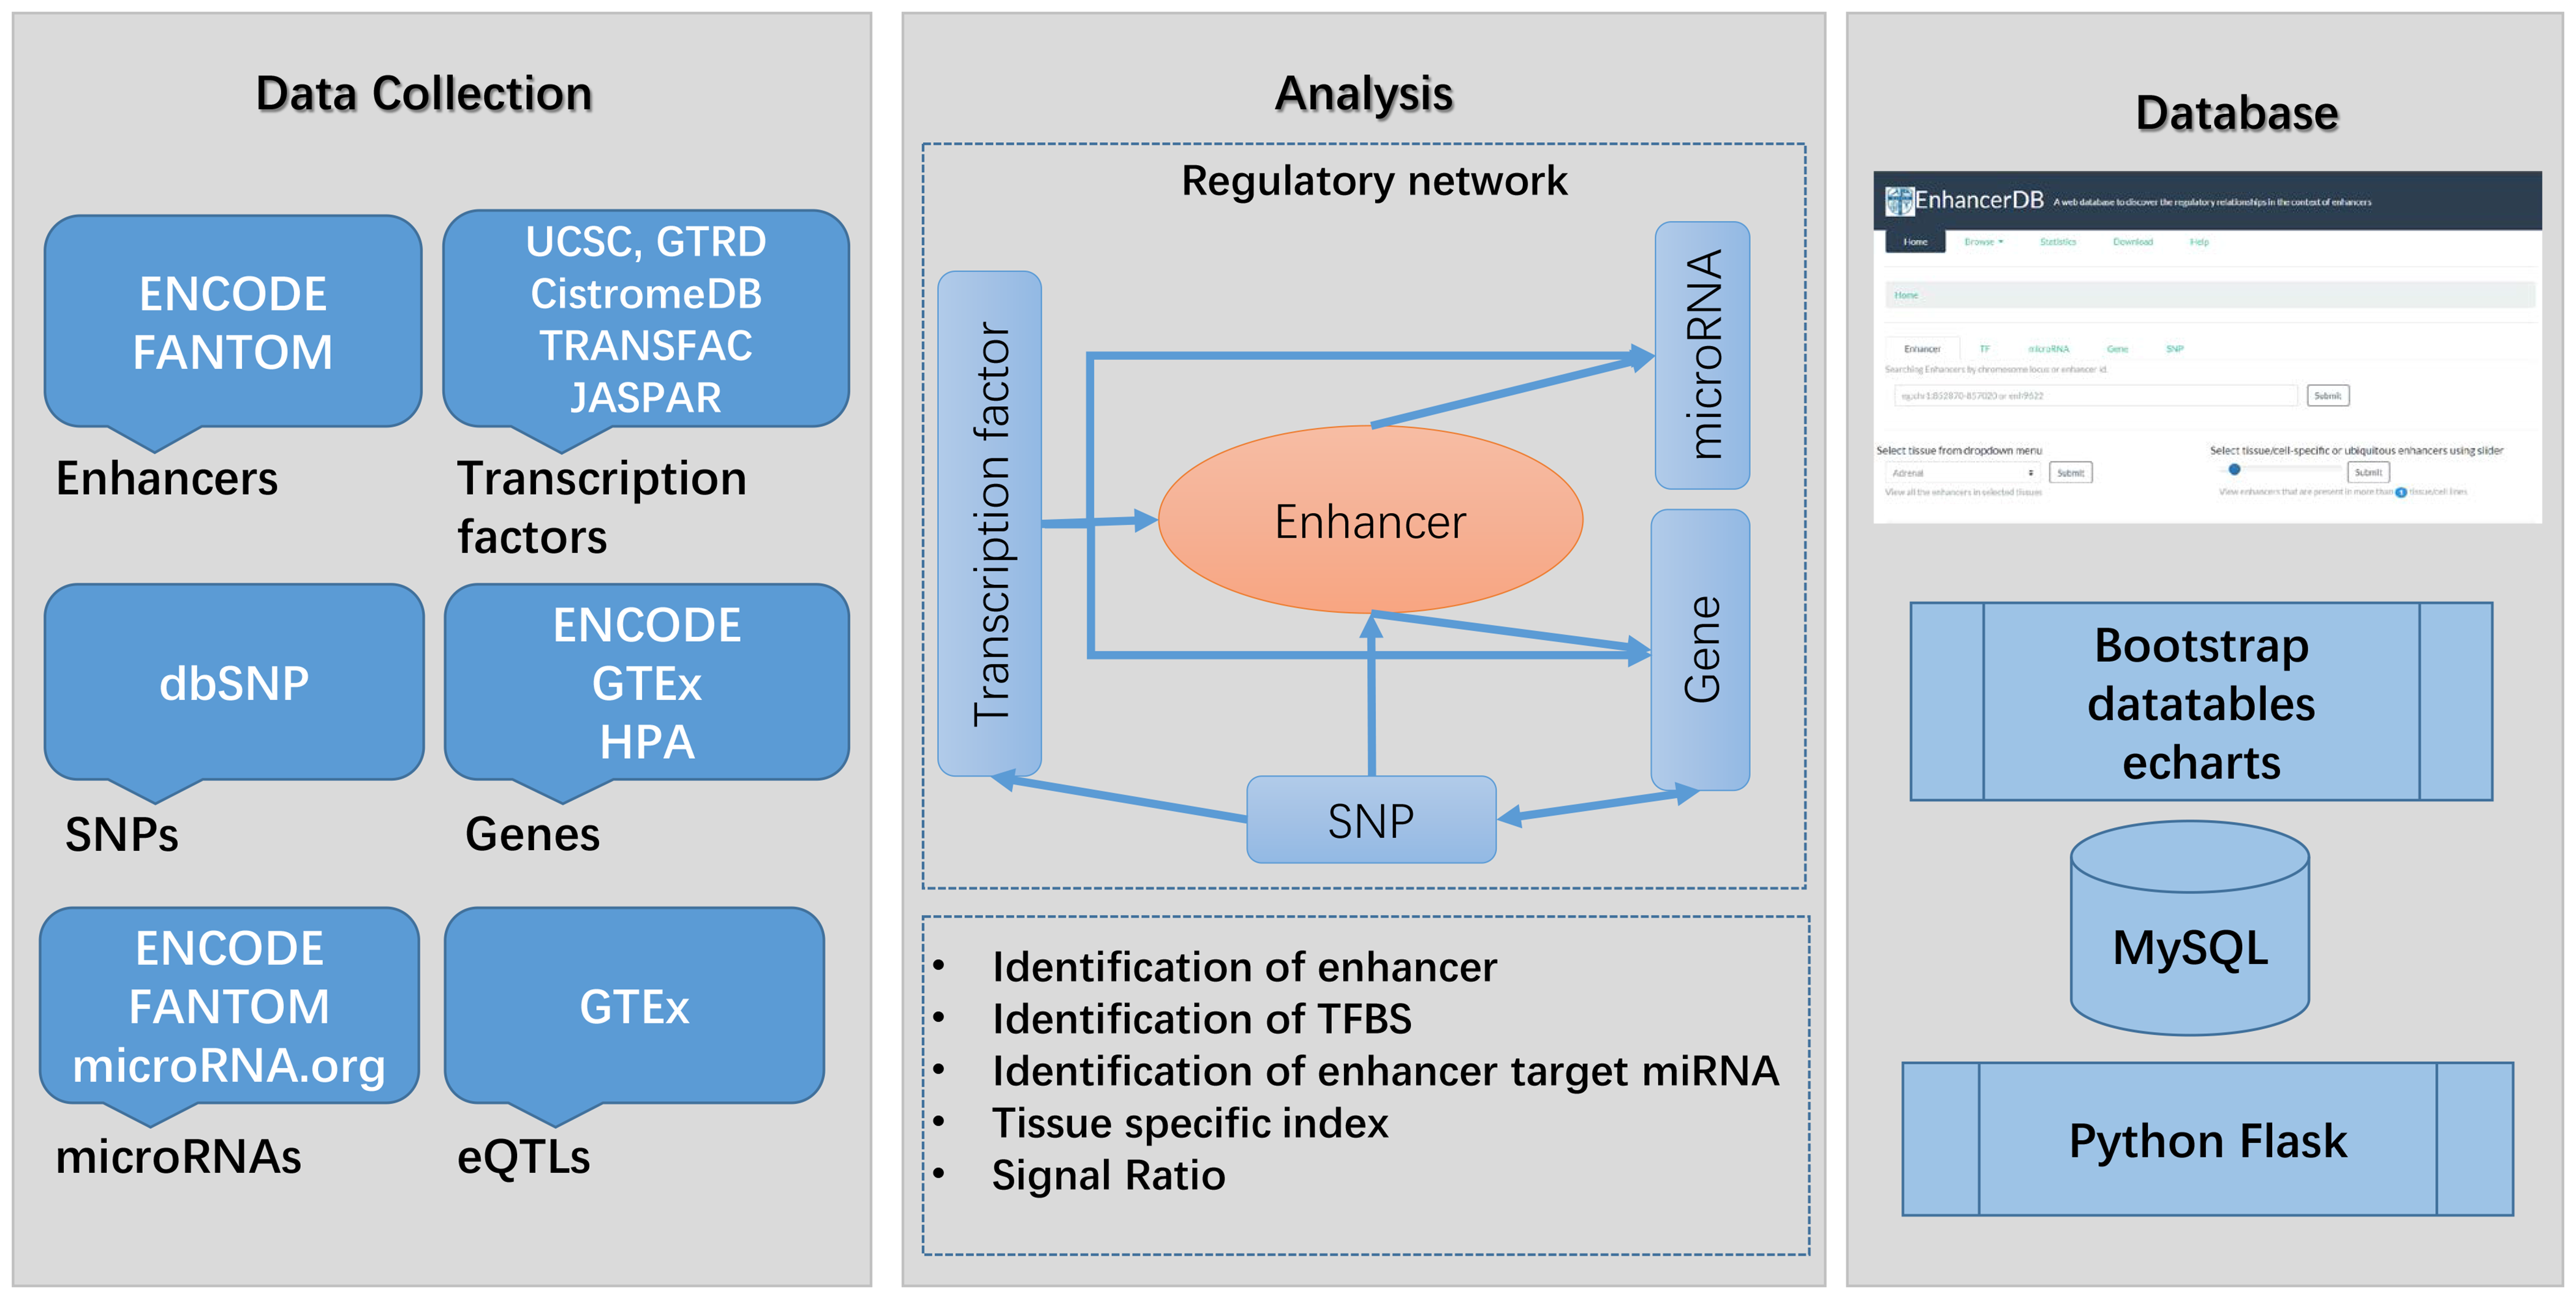 Data Collection
ENCODE
FANTOM
Enhancers
UCSC, GTRD
CistromeDB
TRANSFAC
JASPAR
Transcription
factors
dbSNP
SNPs
ENCODE
GTEx
HPA
Genes
ENCODE
FANTOM
microRNA.org
microRNAs
GTEx
eQTLs
Analysis
Regulatory network
Transcription factor
microRNA
Enhancer
Gene
SNP
• Identification of enhancer
• Identification of TFBS
• Identification of enhancer target miRNA
• Tissue specific index
• Signal Ratio
Database
EnhancerDB A web database to discover the regulatory relationships in the context of enhancers
Home Browse Statistics Download Help
Home
Enhancer TF microRNA Gene SNP
Searching Enhancers by chromosome locus or enhancer id.
eg:chr1:852870-857020 or enh9622 Submit
Select tissue from dropdown menu
Adrenal Submit
View all the enhancers in selected tissues
Select tissue/cell-specific or ubiquitous enhancers using slider
Submit
View enhancers that are present in more than 1 tissue/cell lines
Bootstrap
datatables
echarts
MySQL
Python Flask